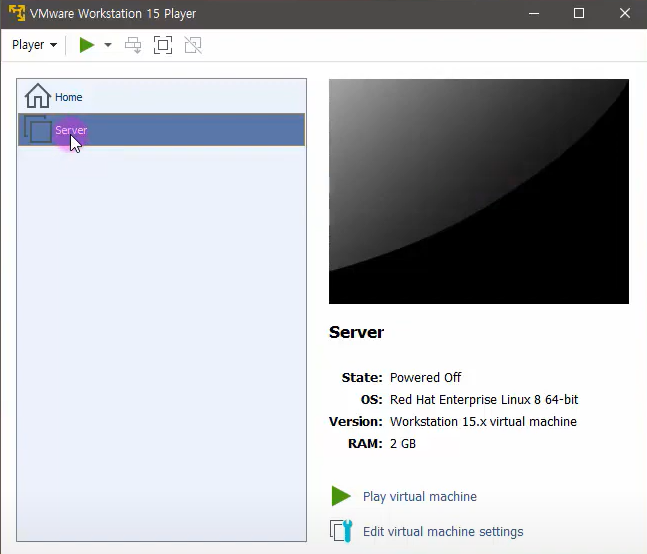 VMware Workstation 15 Player
Player
Home
Server
Server
State: Powered Off
OS: Red Hat Enterprise Linux 8 64-bit
Version: Workstation 15.x virtual machine
RAM: 2 GB
Play virtual machine
Edit virtual machine settings